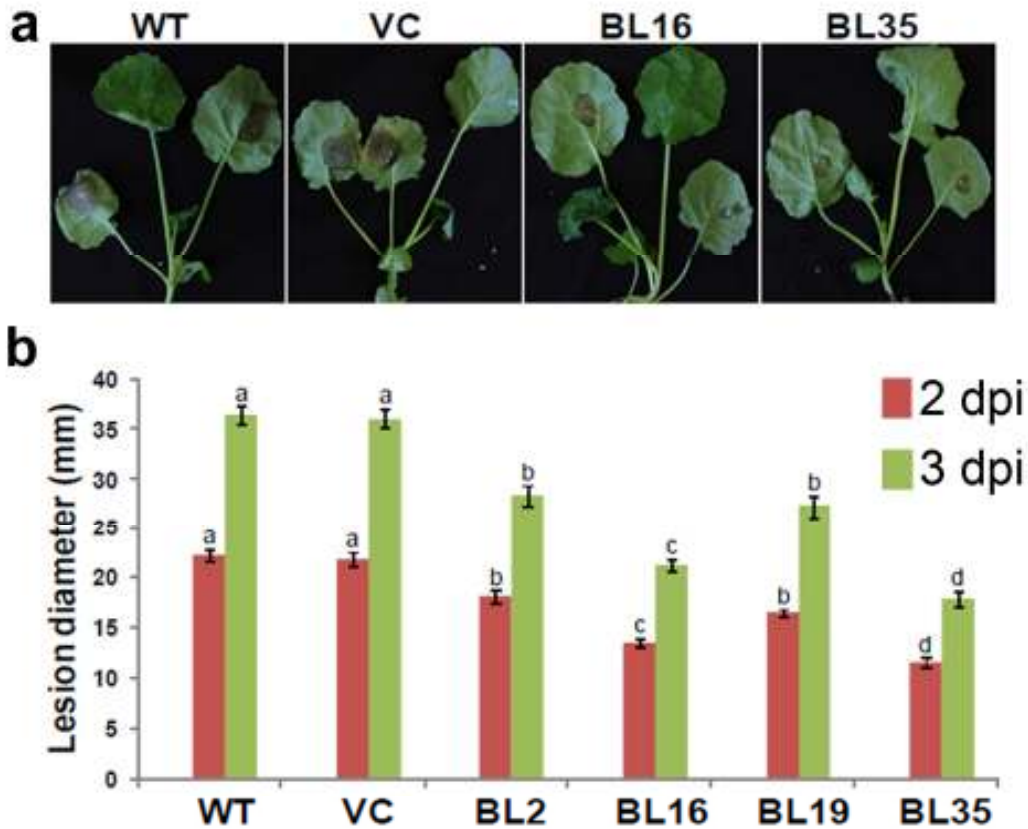 a
WT VC BL16 BL35
b
Lesion diameter (mm)
40
35
30
25
20
15
10
5
0
a a
a a
b b
c c
b b
d d
2 dpi
3 dpi
WT VC BL2 BL16 BL19 BL35